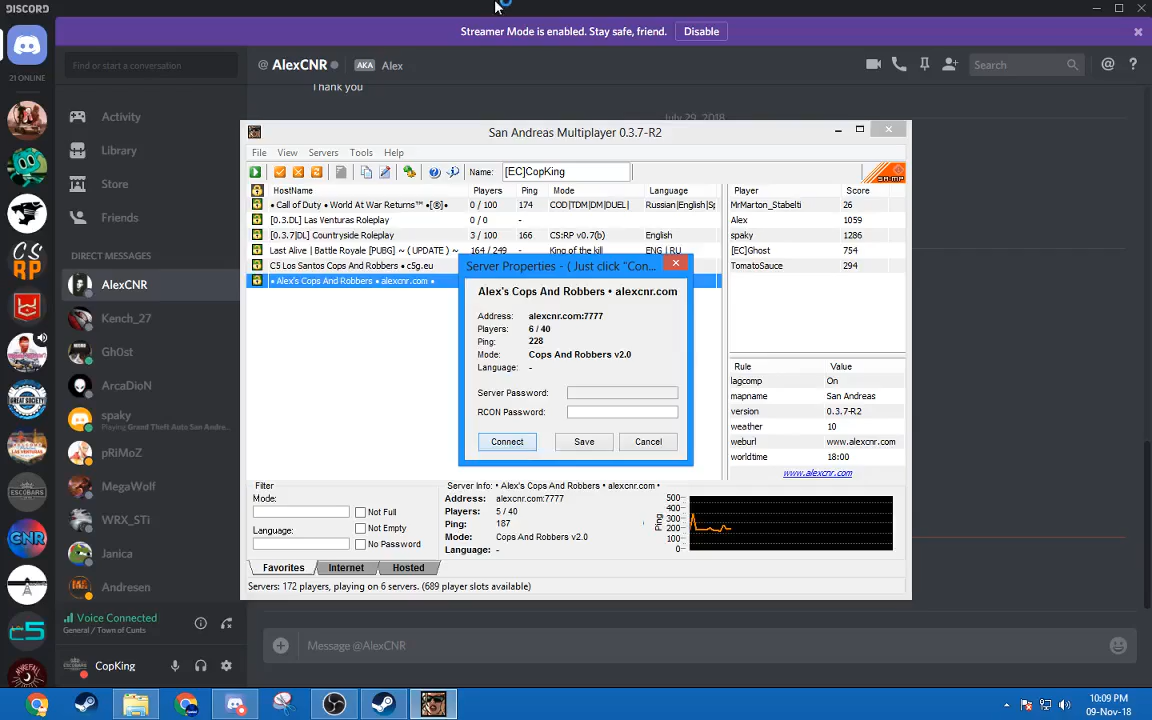 DISCORD
Streamer Mode is enabled. Stay safe, friend.
Disable
21 ONLINE
Find or start a conversation
@ AlexCNR AKA Alex
Search
Thank you
July 29, 2018
Activity
Library
Store
Friends
DIRECT MESSAGES
AlexCNR
Kench_27
Gh0st
ArcaDioN
spaky
Playing Grand Theft Auto San Andre...
pRiMoZ
MegaWolf
WRX_STi
Janica
Andresen
Voice Connected
General / Town of Cunts
CopKing
CS
RP
GREAT SOCIETY
ESCOBARS
CNR
Message @AlexCNR
San Andreas Multiplayer 0.3.7-R2
File View Servers Tools Help
Name: [EC]CopKing
SA-MP
HostName Players Ping Mode Language
• Call of Duty • World At War Returns™ •[®]• 0 / 100 174 COD|TDM|DM|DUEL| Russian|English|Sp
[0.3.DL] Las Venturas Roleplay 0 / 0 -
[0.3.7|DL] Countryside Roleplay 3 / 100 166 CS:RP v0.7(b) English
Last Alive | Battle Royale [PUBG] ~ ( UPDATE ) ~ 164 / 249 - King of the kill ENG | RU
C5 Los Santos Cops And Robbers • c5g.eu
• Alex's Cops And Robbers • alexcnr.com •
Player Score
MrMarton_Stabelti 26
Alex 1059
spaky 1286
[EC]Ghost 754
TomatoSauce 294
Server Properties - ( Just click "Con...
Alex's Cops And Robbers • alexcnr.com
Address: alexcnr.com:7777
Players: 6 / 40
Ping: 228
Mode: Cops And Robbers v2.0
Language: -
Server Password:
RCON Password:
Connect
Save
Cancel
Rule Value
lagcomp On
mapname San Andreas
version 0.3.7-R2
weather 10
weburl www.alexcnr.com
worldtime 18:00
www.alexcnr.com
Filter
Mode:
Language:
Not Full
Not Empty
No Password
Server Info: • Alex's Cops And Robbers • alexcnr.com •
Address: alexcnr.com:7777
Players: 5 / 40
Ping: 187
Mode: Cops And Robbers v2.0
Language: -
Ping
500
400
300
200
100
0
Favorites Internet Hosted
Servers: 172 players, playing on 6 servers. (689 player slots available)
10:09 PM
09-Nov-18